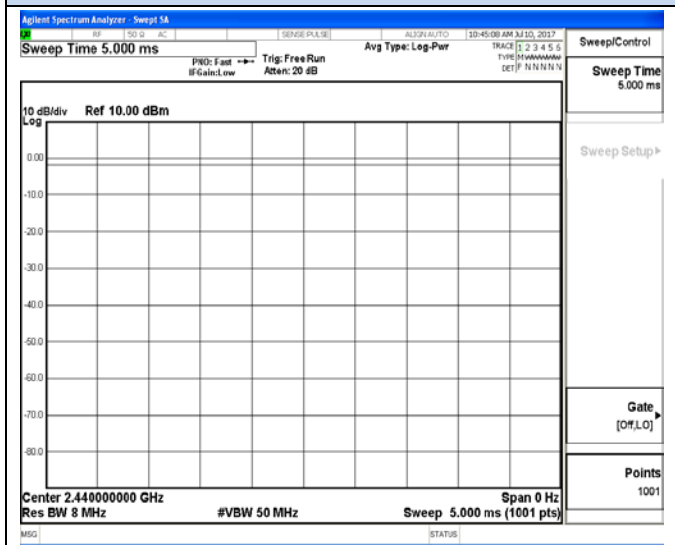 Agilent Spectrum Analyzer - Swept SA
RF 50 Ω AC SENSE:PULSE ALIGN AUTO 10:45:08 AM Jul 10, 2017
Sweep Time 5.000 ms
PNO: Fast Trig: Free Run Avg Type: Log-Pwr TRACE 1 2 3 4 5 6
IFGain:Low Atten: 20 dB TYPE
DET P N N N N N
Sweep/Control
Sweep Time
5.000 ms
Sweep Setup
10 dB/div Ref 10.00 dBm
Log
0.00
-10.0
-20.0
-30.0
-40.0
-50.0
-60.0
-70.0
-80.0
Gate
[Off,LO]
Points
1001
Center 2.440000000 GHz Span 0 Hz
Res BW 8 MHz #VBW 50 MHz Sweep 5.000 ms (1001 pts)
MSG STATUS